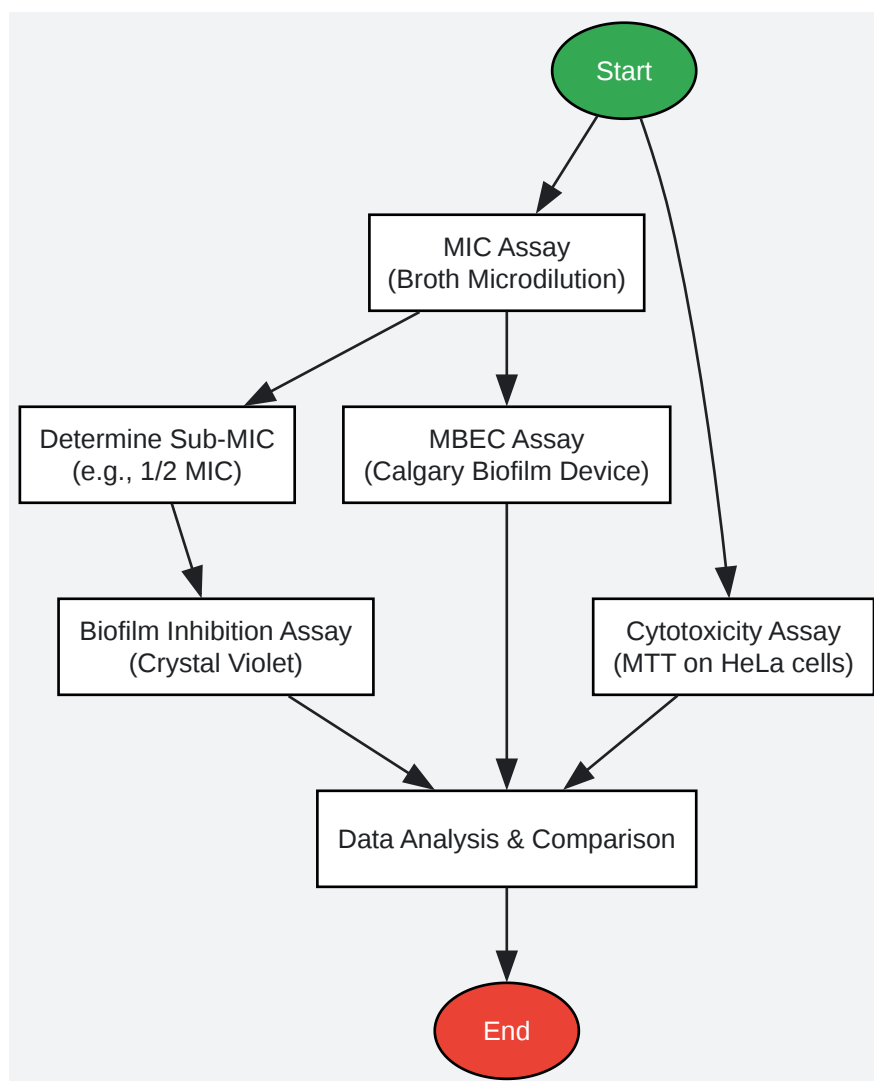 Start
MIC Assay
(Broth Microdilution)
Determine Sub-MIC
(e.g., 1/2 MIC)
MBEC Assay
(Calgary Biofilm Device)
Biofilm Inhibition Assay
(Crystal Violet)
Cytotoxicity Assay
(MTT on HeLa cells)
Data Analysis & Comparison
End